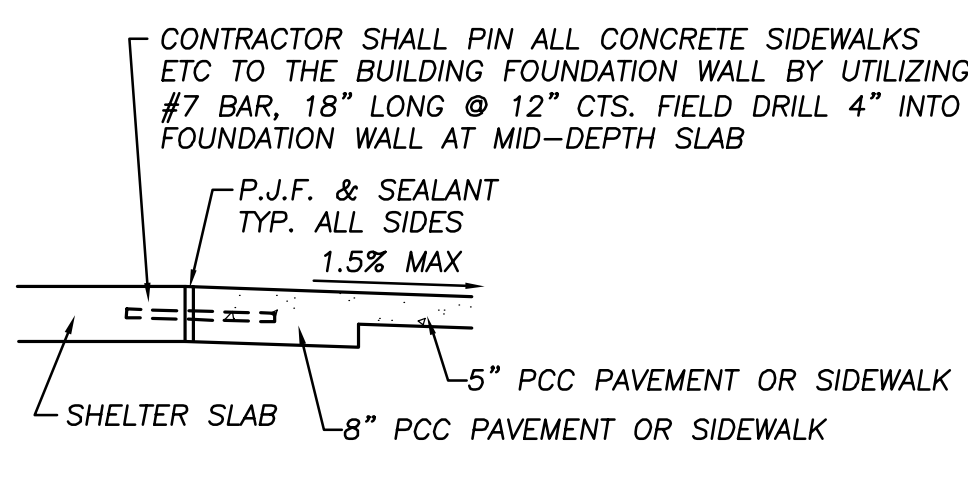 CONTRACTOR SHALL PIN ALL CONCRETE SIDEWALKS
ETC TO THE BUILDING FOUNDATION WALL BY UTILIZING
#7 BAR, 18” LONG @ 12” CTS. FIELD DRILL 4” INTO
FOUNDATION WALL AT MID-DEPTH SLAB
P.J.F. & SEALANT
TYP. ALL SIDES
1.5% MAX
5” PCC PAVEMENT OR SIDEWALK
SHELTER SLAB
8” PCC PAVEMENT OR SIDEWALK